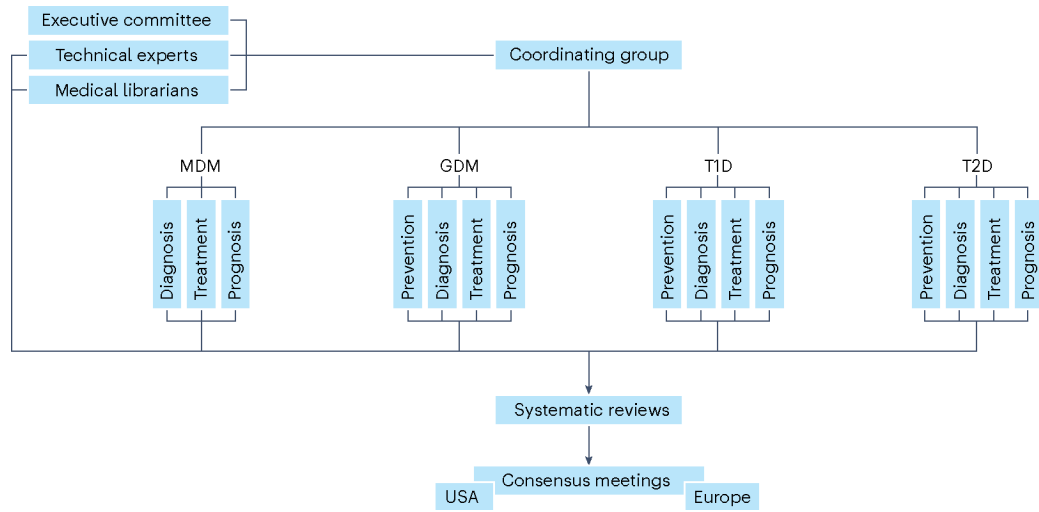 Executive committee
Technical experts
Coordinating group
Medical librarians
MDM
GDM
T1D
T2D
Diagnosis
Treatment
Prognosis
Prevention
Diagnosis
Treatment
Prognosis
Prevention
Diagnosis
Treatment
Prognosis
Prevention
Diagnosis
Treatment
Prognosis
Systematic reviews
Consensus meetings
USA
Europe